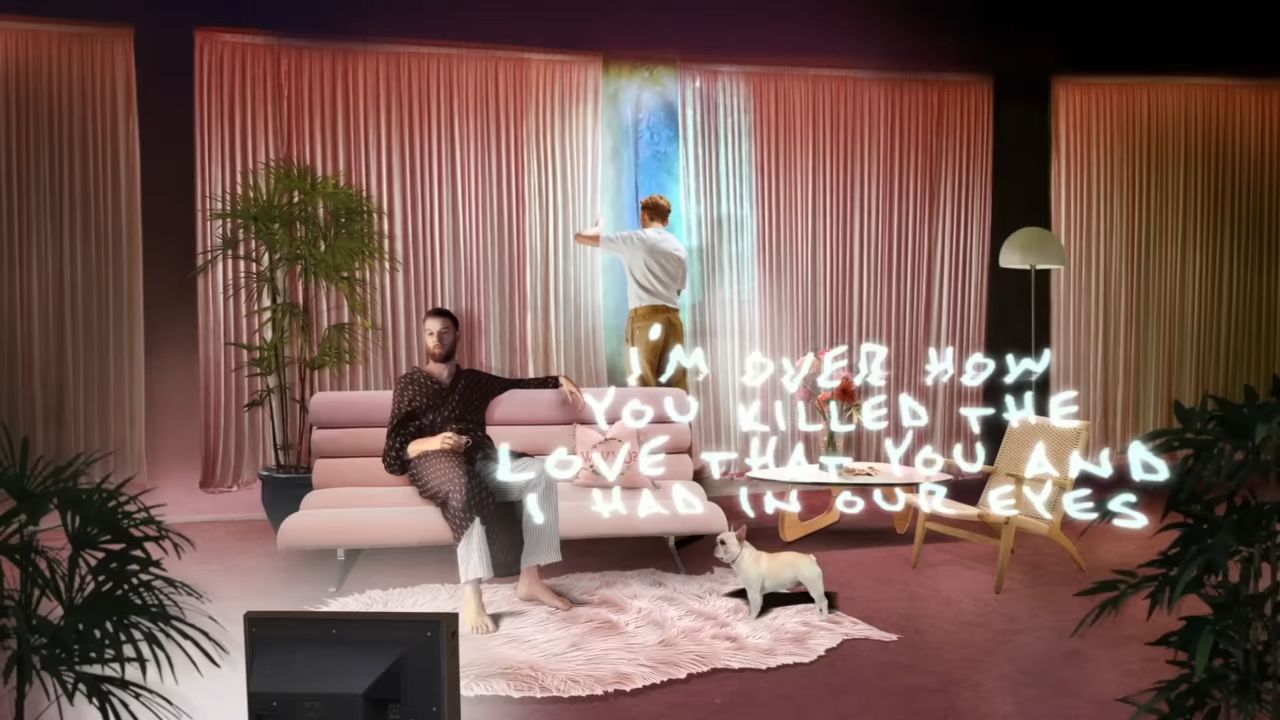 I'M OVER HOW
YOU KILLED THE
LOVE THAT YOU AND
I HAD IN OUR EYES